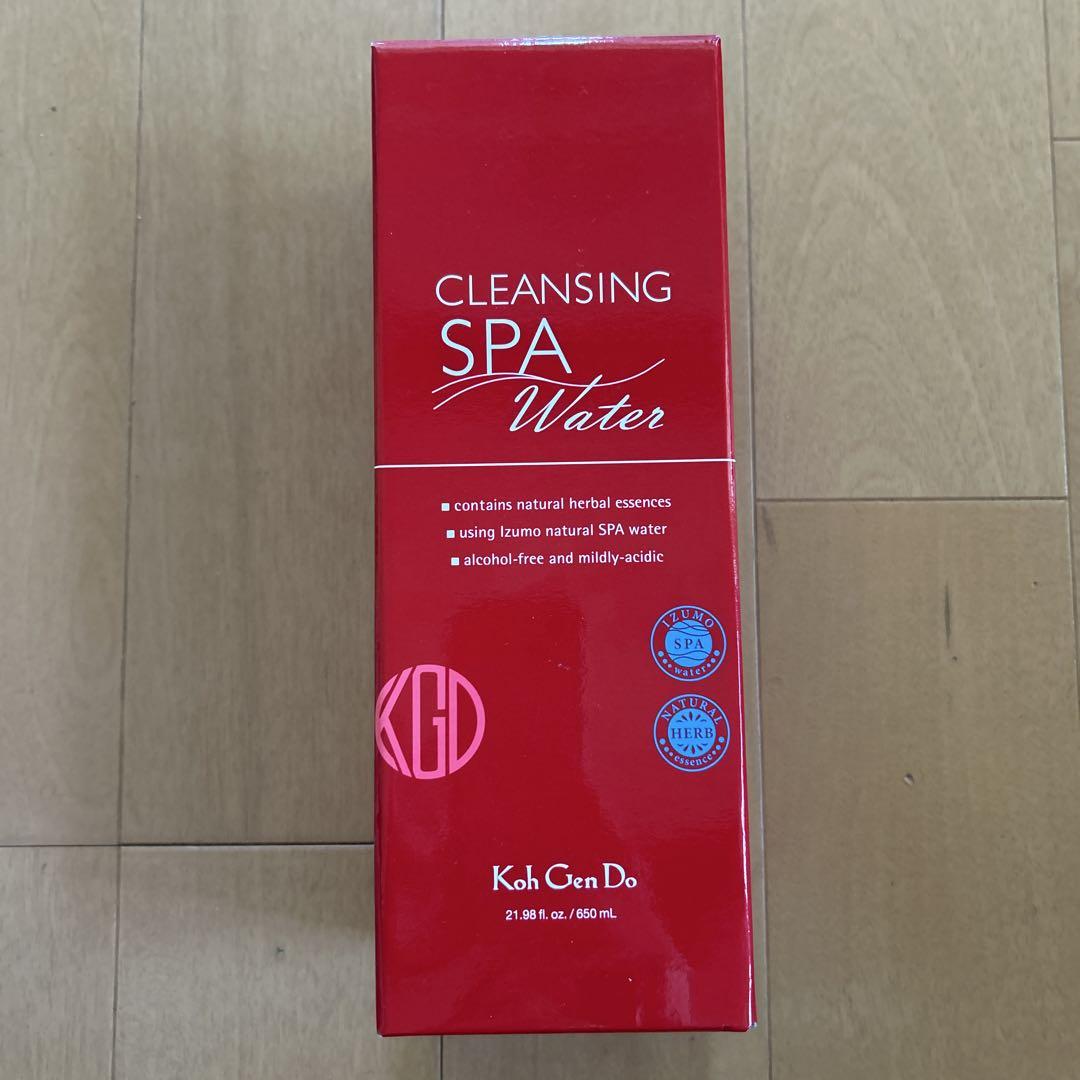 CLEANSING
SPA
Water
contains natural herbal essences
using Izumo natural SPA water
alcohol-free and mildly-acidic
IZUMO
SPA
water
KGD
NATURAL
HERB
essence
Koh Gen Do
21.98 fl. oz. / 650 mL